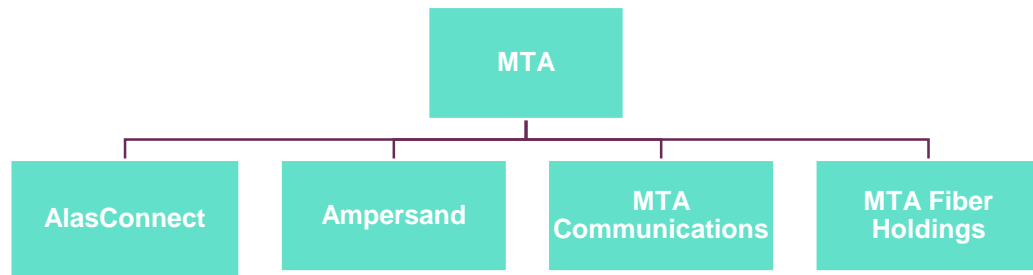 MTA
AlasConnect
Ampersand
MTA
Communications
MTA Fiber
Holdings